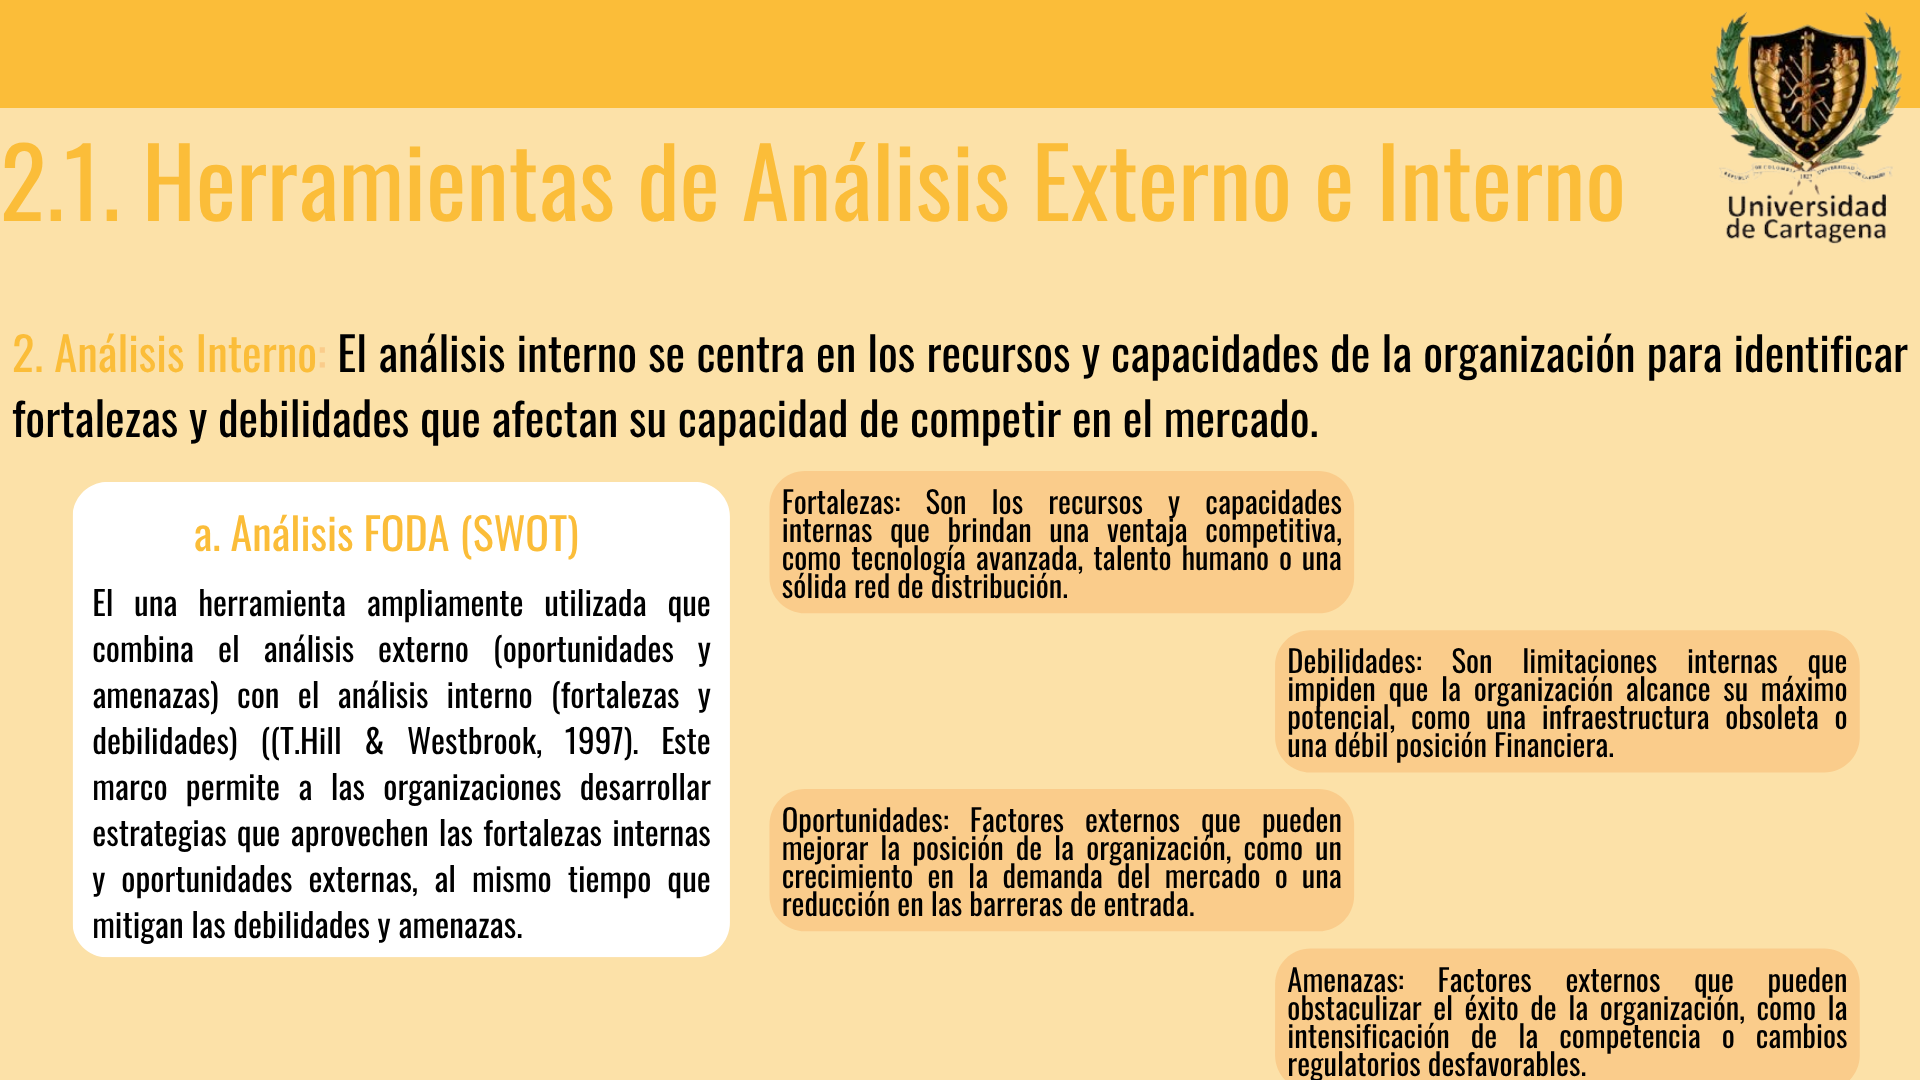 2.1. Herramientas de Análisis Externo e Interno
Universidad
de Cartagena
2. Análisis Interno: El análisis interno se centra en los recursos y capacidades de la organización para identificar
fortalezas y debilidades que afectan su capacidad de competir en el mercado.
a. Análisis FODA (SWOT)
El una herramienta ampliamente utilizada que
combina el análisis externo (oportunidades y
amenazas) con el análisis interno (fortalezas y
debilidades) ((T.Hill & Westbrook, 1997). Este
marco permite a las organizaciones desarrollar
estrategias que aprovechen las fortalezas internas
y oportunidades externas, al mismo tiempo que
mitigan las debilidades y amenazas.
Fortalezas: Son los recursos y capacidades
internas que brindan una ventaja competitiva,
como tecnología avanzada, talento humano o una
sólida red de distribución.
Debilidades: Son limitaciones internas que
impiden que la organización alcance su máximo
potencial, como una infraestructura obsoleta o
una débil posición Financiera.
Oportunidades: Factores externos que pueden
mejorar la posición de la organización, como un
crecimiento en la demanda del mercado o una
reducción en las barreras de entrada.
Amenazas: Factores externos que pueden
obstaculizar el éxito de la organización, como la
intensificación de la competencia o cambios
regulatorios desfavorables.